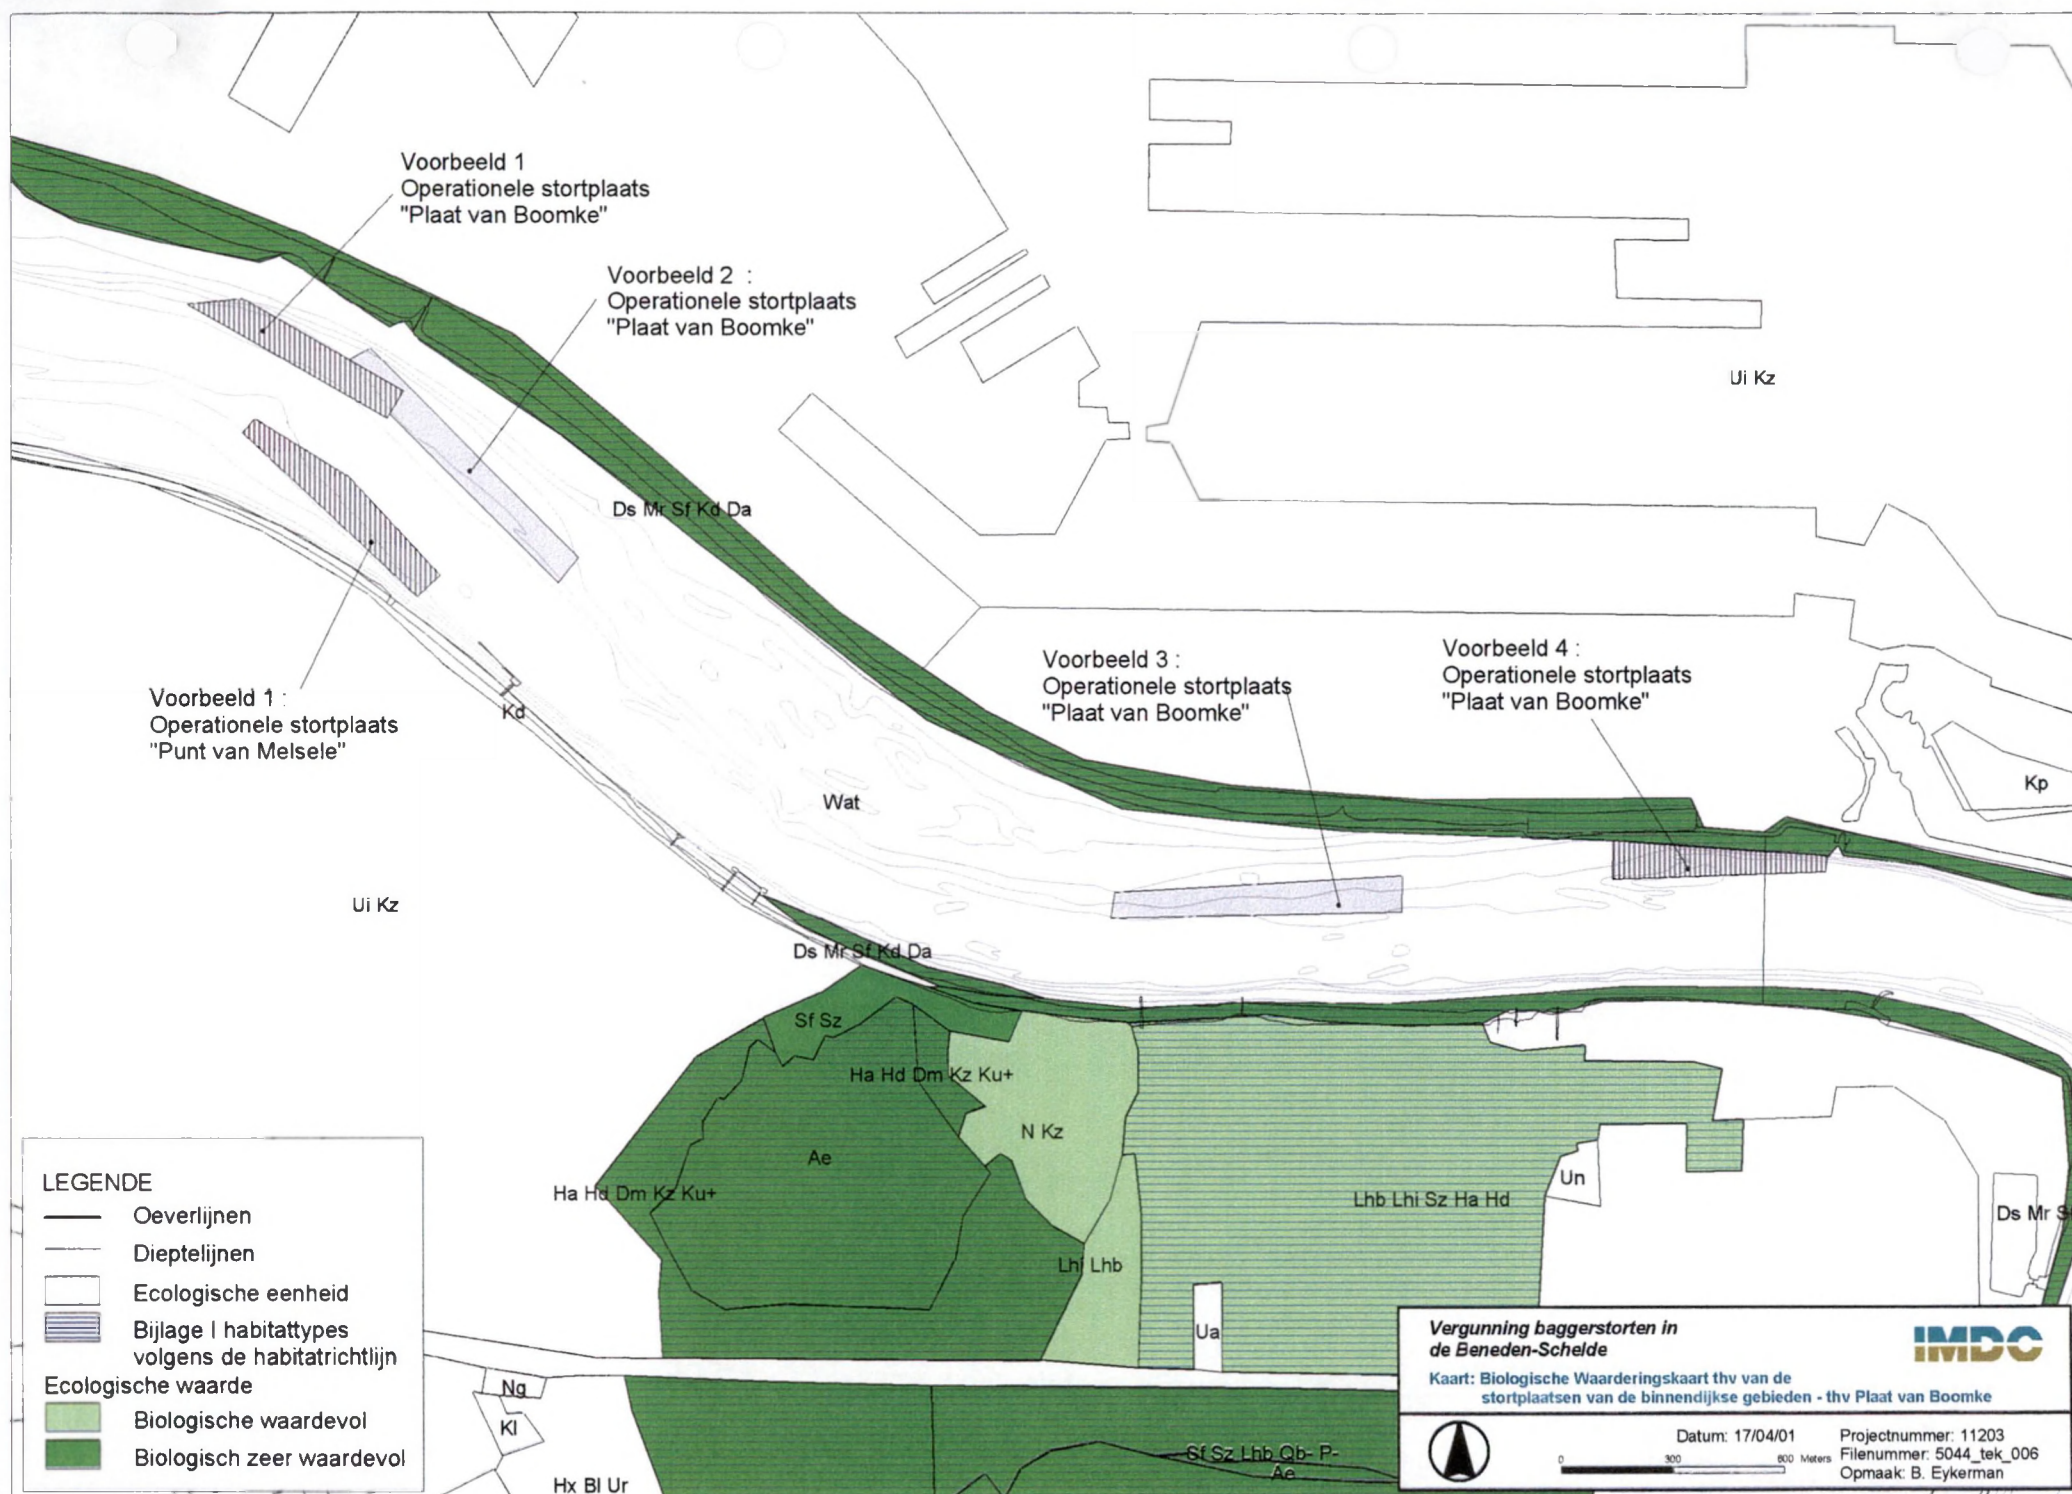 Voorbeeld 1
Operationele stortplaats
"Plaat van Boomke"
Voorbeeld 2 :
Operationele stortplaats
"Plaat van Boomke"
Ui Kz
Ds Mr Sf Kd Da
Voorbeeld 3 :
Operationele stortplaats
"Plaat van Boomke"
Voorbeeld 4 :
Operationele stortplaats
"Plaat van Boomke"
Voorbeeld 1 :
Operationele stortplaats
"Punt van Melsele"
Kd
Kp
Wat
Ui Kz
Ds Mr Sf Kd Da
Sf Sz
Ha Hd Dm Kz Ku+
N Kz
Ae
Ha Hd Dm Kz Ku+
Un
Lhb Lhi Sz Ha Hd
Ds Mr S
Lhi Lhb
Ua
Ng
Kl
Hx Bl Ur
Sf Sz Lhb Qb- P-
Ae
LEGENDE
Oeverlijnen
Dieptelijnen
Ecologische eenheid
Bijlage I habitattypes
volgens de habitatrichtlijn
Ecologische waarde
Biologische waardevol
Biologisch zeer waardevol
Vergunning baggerstorten in
de Beneden-Schelde
IMDC
Kaart: Biologische Waarderingskaart thv van de
stortplaatsen van de binnendijkse gebieden - thv Plaat van Boomke
Datum: 17/04/01
0 300 600 Meters
Projectnummer: 11203
Filenummer: 5044_tek_006
Opmaak: B. Eykerman